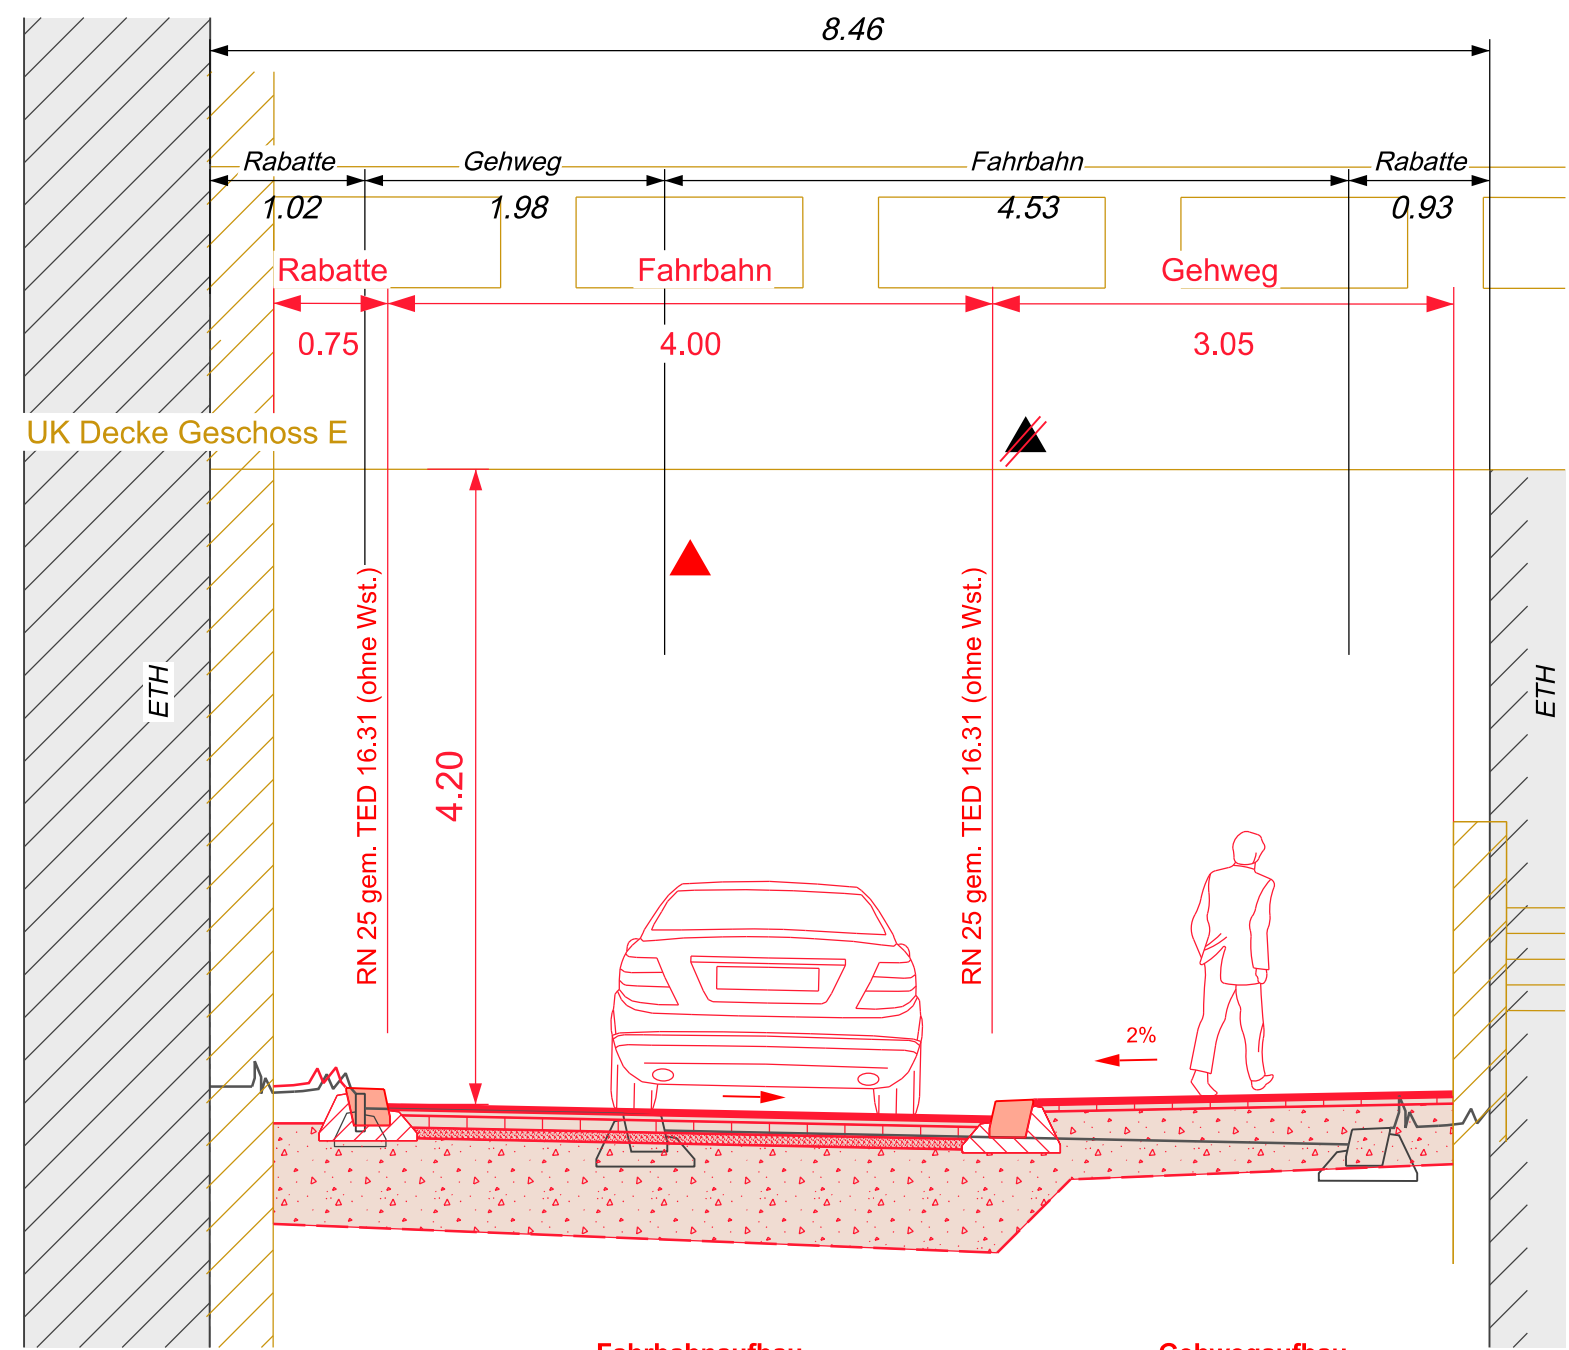 8.46
Rabatte Gehweg Fahrbahn Rabatte
1.02 1.98 4.53 0.93
Rabatte Fahrbahn Gehweg
0.75 4.00 3.05
UK Decke Geschoss E
RN 25 gem. TED 16.31 (ohne Wst.)
RN 25 gem. TED 16.31 (ohne Wst.)
ETH
ETH
4.20
2%
Fahrbahnaufbau Gehwegaufbau